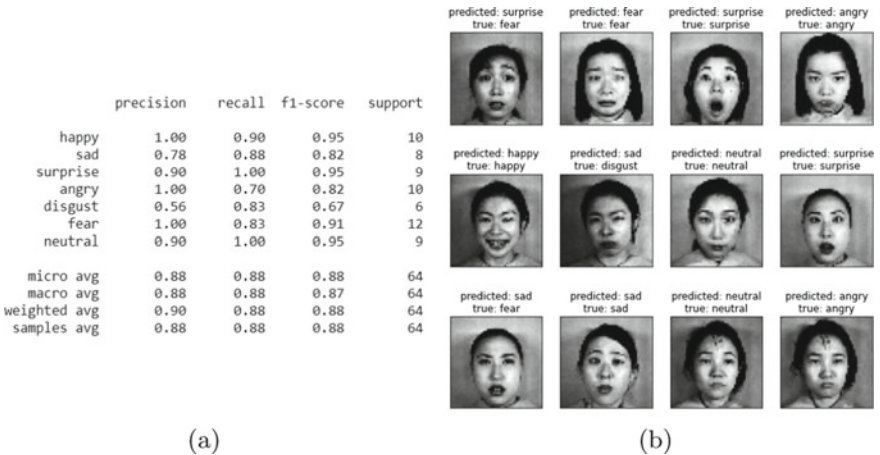 precision recall f1-score support
happy 1.00 0.90 0.95 10
sad 0.78 0.88 0.82 8
surprise 0.90 1.00 0.95 9
angry 1.00 0.70 0.82 10
disgust 0.56 0.83 0.67 6
fear 1.00 0.83 0.91 12
neutral 0.90 1.00 0.95 9
micro avg 0.88 0.88 0.88 64
macro avg 0.88 0.88 0.87 64
weighted avg 0.90 0.88 0.88 64
samples avg 0.88 0.88 0.88 64
(a)
predicted: surprise
true: fear
predicted: fear
true: fear
predicted: surprise
true: surprise
predicted: angry
true: angry
predicted: happy
true: happy
predicted: sad
true: disgust
predicted: neutral
true: neutral
predicted: surprise
true: surprise
predicted: sad
true: fear
predicted: sad
true: sad
predicted: neutral
true: neutral
predicted: angry
true: angry
(b)